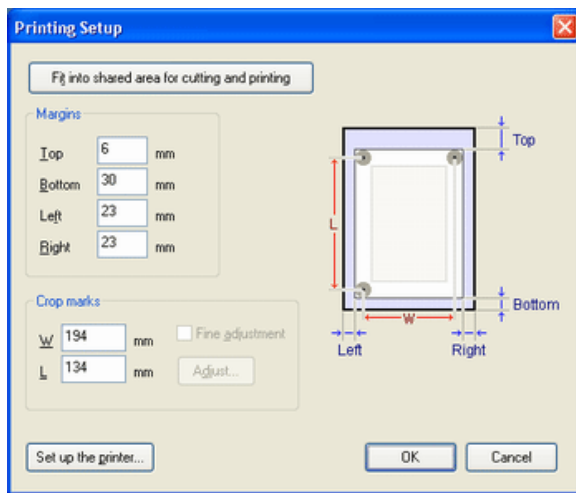 Printing Setup
Fit into shared area for cutting and printing
Margins
Top 6 mm
Bottom 30 mm
Left 23 mm
Right 23 mm
Top
L
W
Bottom
Left Right
Crop marks
W 194 mm Fine adjustment
L 134 mm Adjust...
Set up the printer... OK Cancel